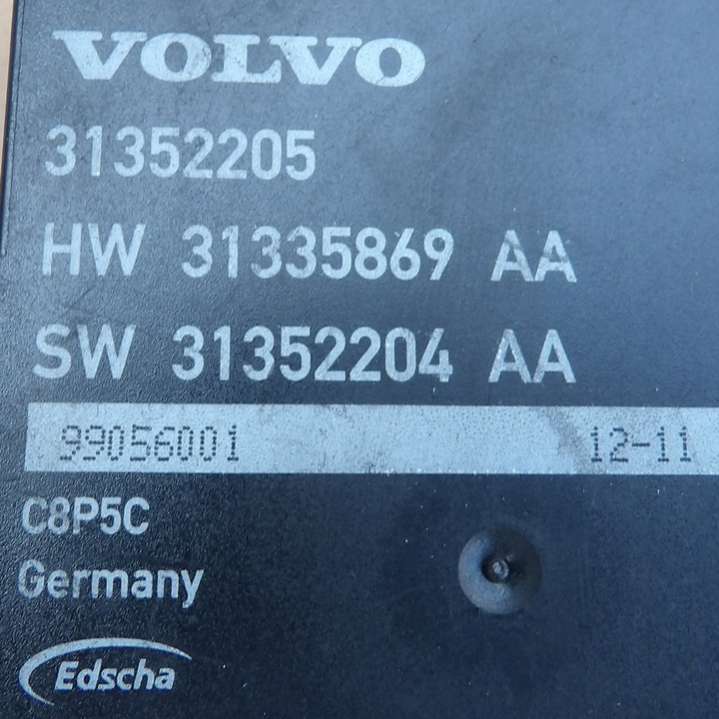 VOLVO
31352205
HW 31335869 AA
SW 31352204 AA
99056001 12-11
C8P5C
Germany
Edscha